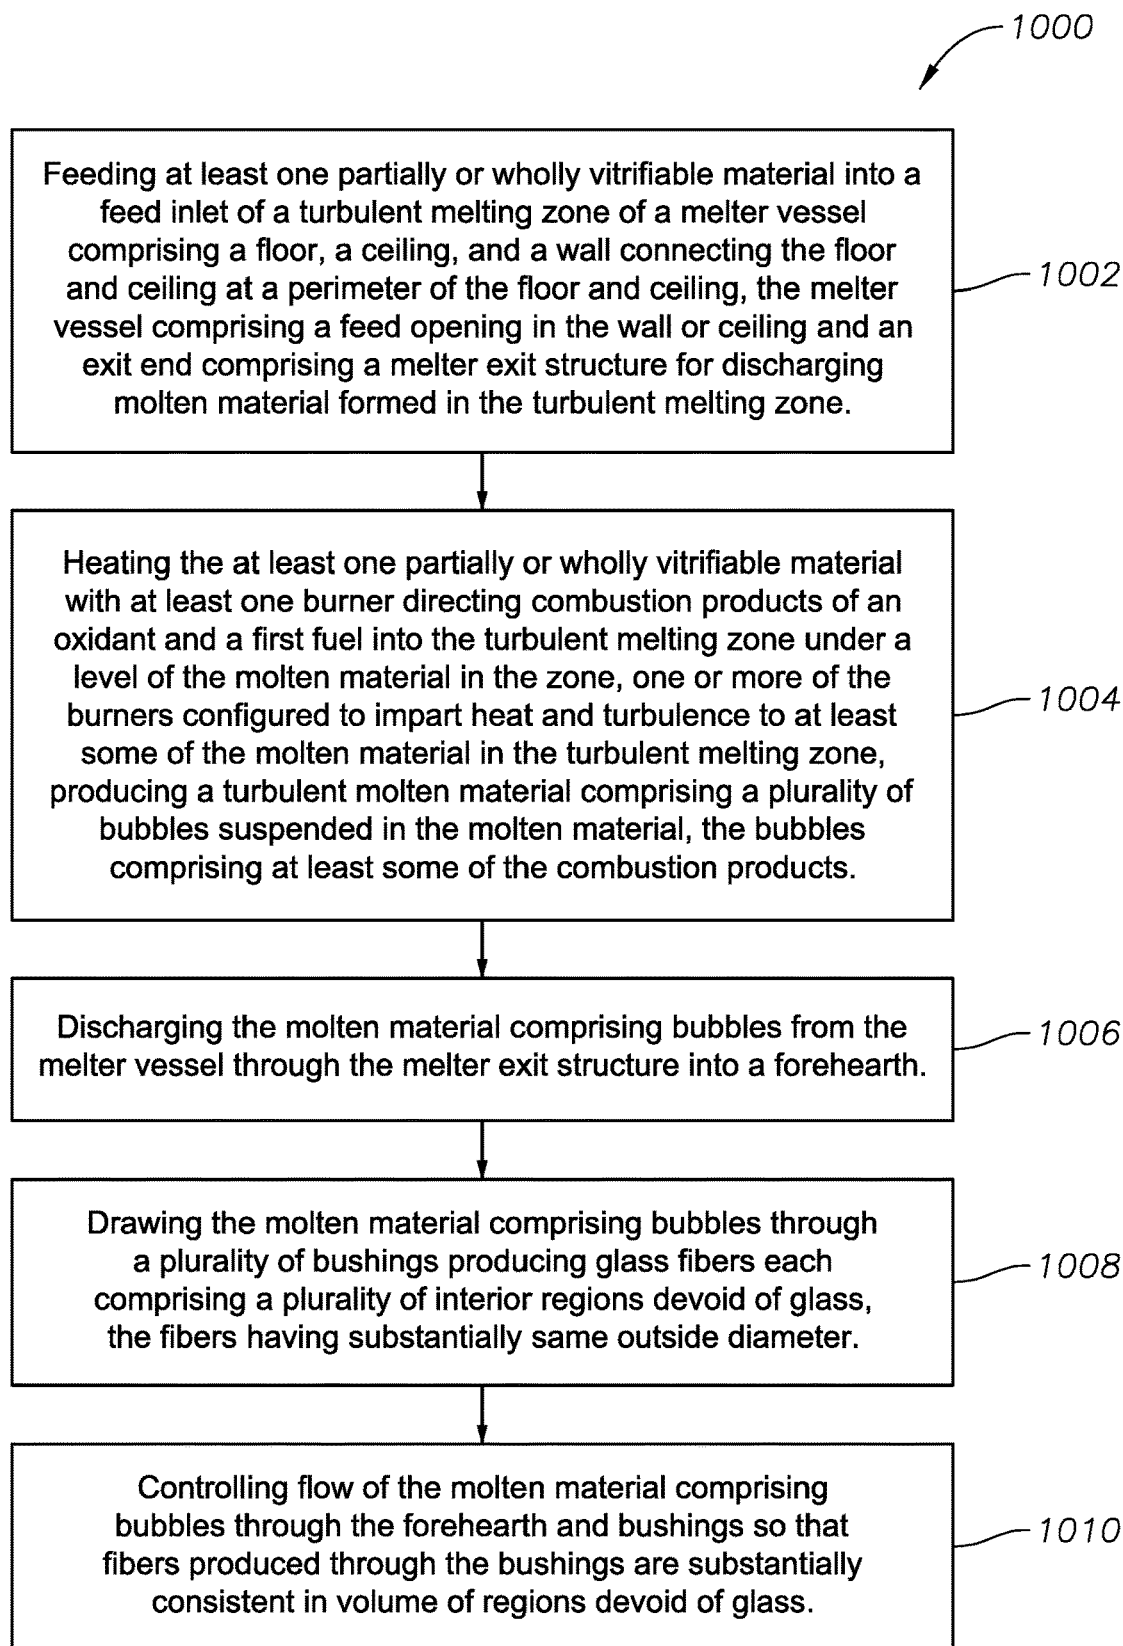 1000
Feeding at least one partially or wholly vitrifiable material into a
feed inlet of a turbulent melting zone of a melter vessel
comprising a floor, a ceiling, and a wall connecting the floor
and ceiling at a perimeter of the floor and ceiling, the melter
vessel comprising a feed opening in the wall or ceiling and an
exit end comprising a melter exit structure for discharging
molten material formed in the turbulent melting zone.
1002
Heating the at least one partially or wholly vitrifiable material
with at least one burner directing combustion products of an
oxidant and a first fuel into the turbulent melting zone under a
level of the molten material in the zone, one or more of the
burners configured to impart heat and turbulence to at least
some of the molten material in the turbulent melting zone,
producing a turbulent molten material comprising a plurality of
bubbles suspended in the molten material, the bubbles
comprising at least some of the combustion products.
1004
Discharging the molten material comprising bubbles from the
melter vessel through the melter exit structure into a forehearth.
1006
Drawing the molten material comprising bubbles through
a plurality of bushings producing glass fibers each
comprising a plurality of interior regions devoid of glass,
the fibers having substantially same outside diameter.
1008
Controlling flow of the molten material comprising
bubbles through the forehearth and bushings so that
fibers produced through the bushings are substantially
consistent in volume of regions devoid of glass.
1010